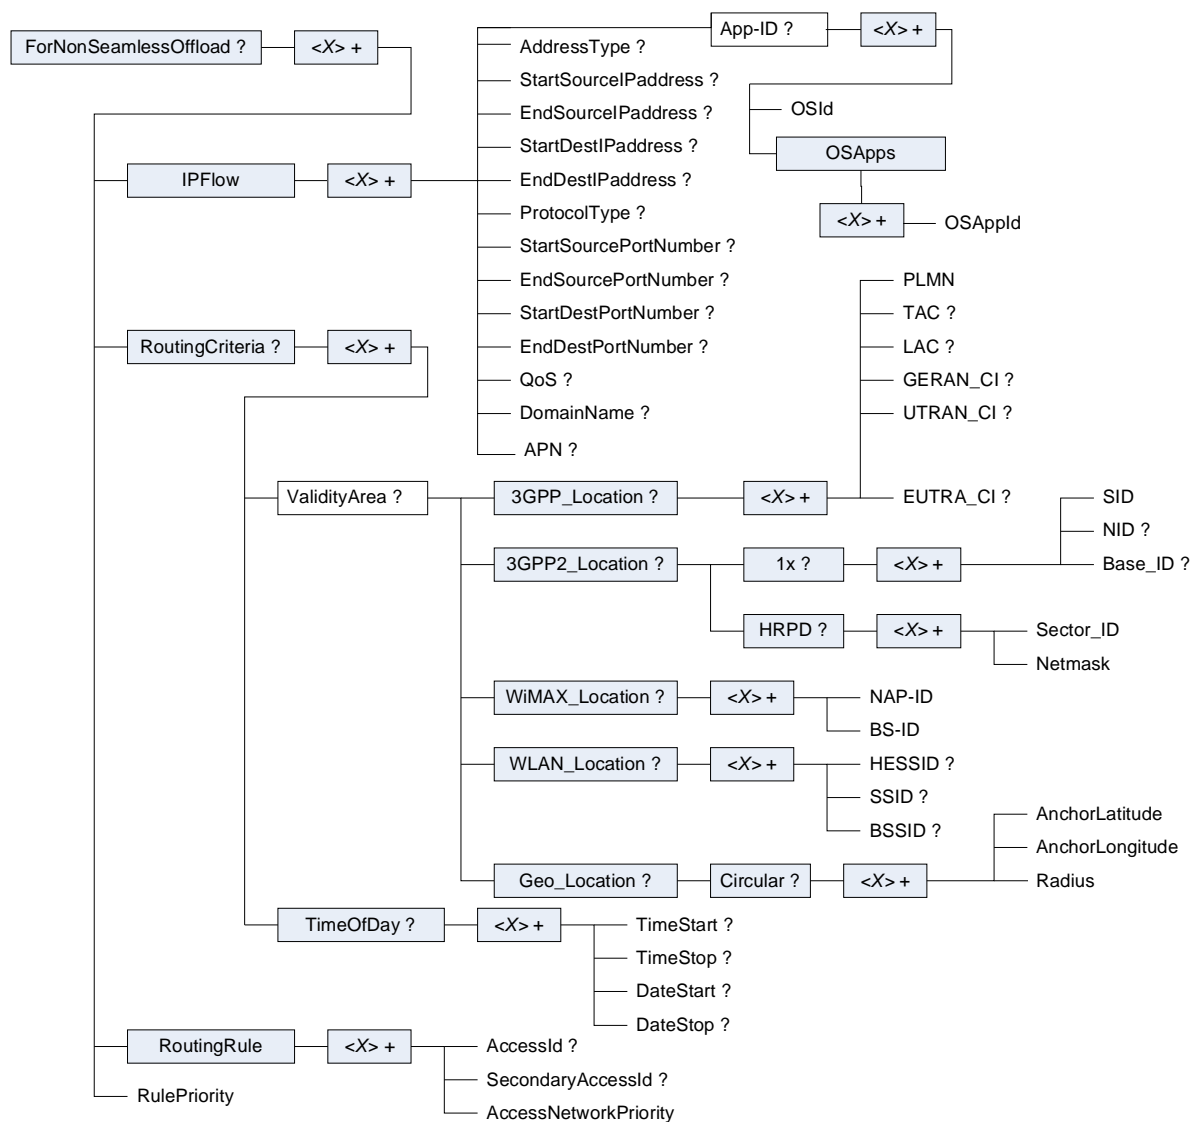 ForNonSeamlessOffload ?
<X> +
App-ID ?
<X> +
AddressType ?
StartSourceIPaddress ?
EndSourceIPaddress ?
StartDestIPaddress ?
EndDestIPaddress ?
ProtocolType ?
StartSourcePortNumber ?
EndSourcePortNumber ?
StartDestPortNumber ?
EndDestPortNumber ?
QoS ?
DomainName ?
APN ?
OSId
OSApps
<X> +
OSAppId
IPFlow
<X> +
RoutingCriteria ?
<X> +
PLMN
TAC ?
LAC ?
GERAN_CI ?
UTRAN_CI ?
EUTRA_CI ?
ValidityArea ?
3GPP_Location ?
<X> +
SID
NID ?
Base_ID ?
3GPP2_Location ?
1x ?
<X> +
HRPD ?
<X> +
Sector_ID
Netmask
WiMAX_Location ?
<X> +
NAP-ID
BS-ID
WLAN_Location ?
<X> +
HESSID ?
SSID ?
BSSID ?
Geo_Location ?
Circular ?
<X> +
AnchorLatitude
AnchorLongitude
Radius
TimeOfDay ?
<X> +
TimeStart ?
TimeStop ?
DateStart ?
DateStop ?
RoutingRule
<X> +
AccessId ?
SecondaryAccessId ?
AccessNetworkPriority
RulePriority